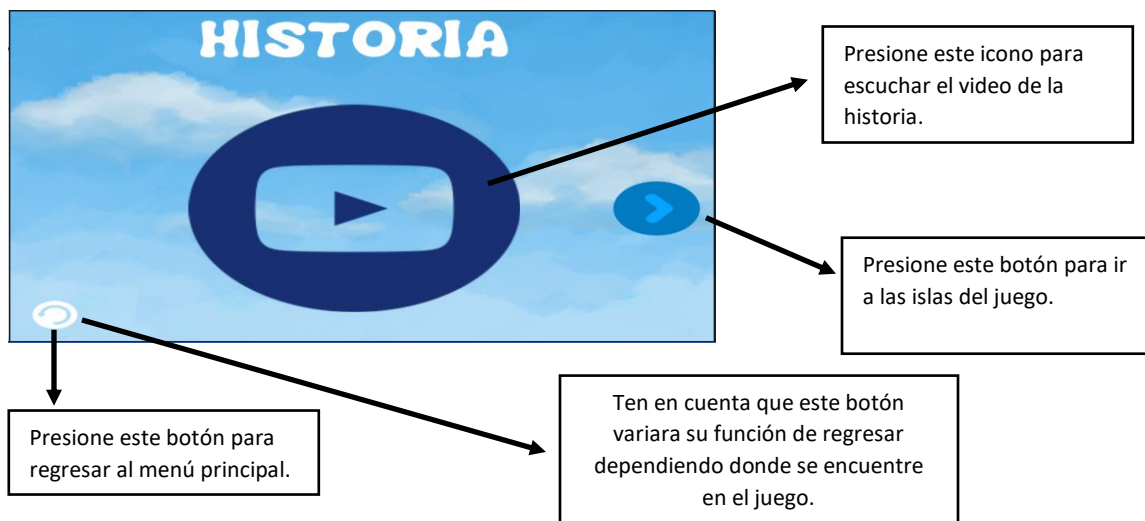 HISTORIA
Presione este icono para
escuchar el video de la
historia.
Presione este botón para ir
a las islas del juego.
Presione este botón para
regresar al menú principal.
Ten en cuenta que este botón
variara su función de regresar
dependiendo donde se encuentre
en el juego.